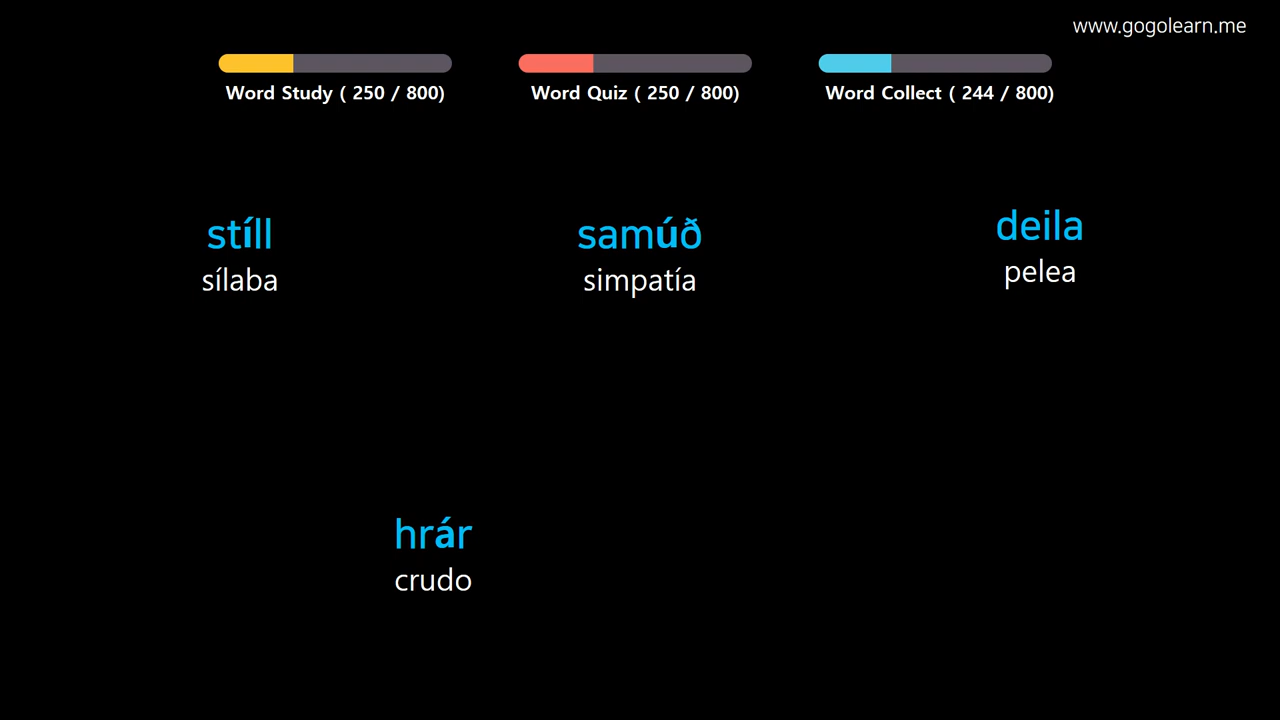 www.gogolearn.me
Word Study ( 250 / 800)
Word Quiz ( 250 / 800)
Word Collect ( 244 / 800)
stíll
sílaba
samúð
simpatía
deila
pelea
hrár
crudo